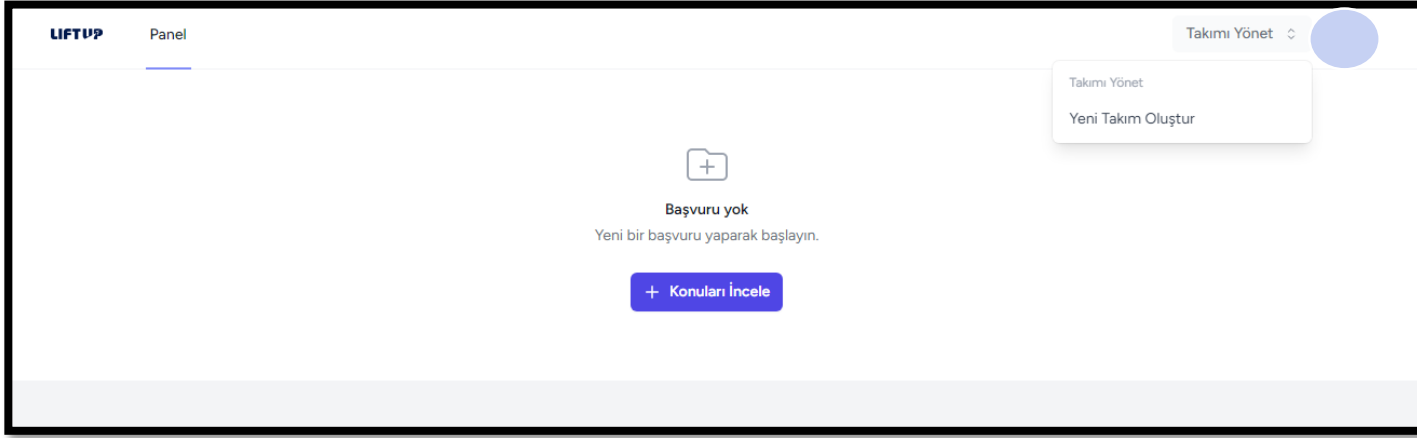 LIFTUP
Panel
Takımı Yönet
Takımı Yönet
Yeni Takım Oluştur
Başvuru yok
Yeni bir başvuru yaparak başlayın.
+ Konuları İncele